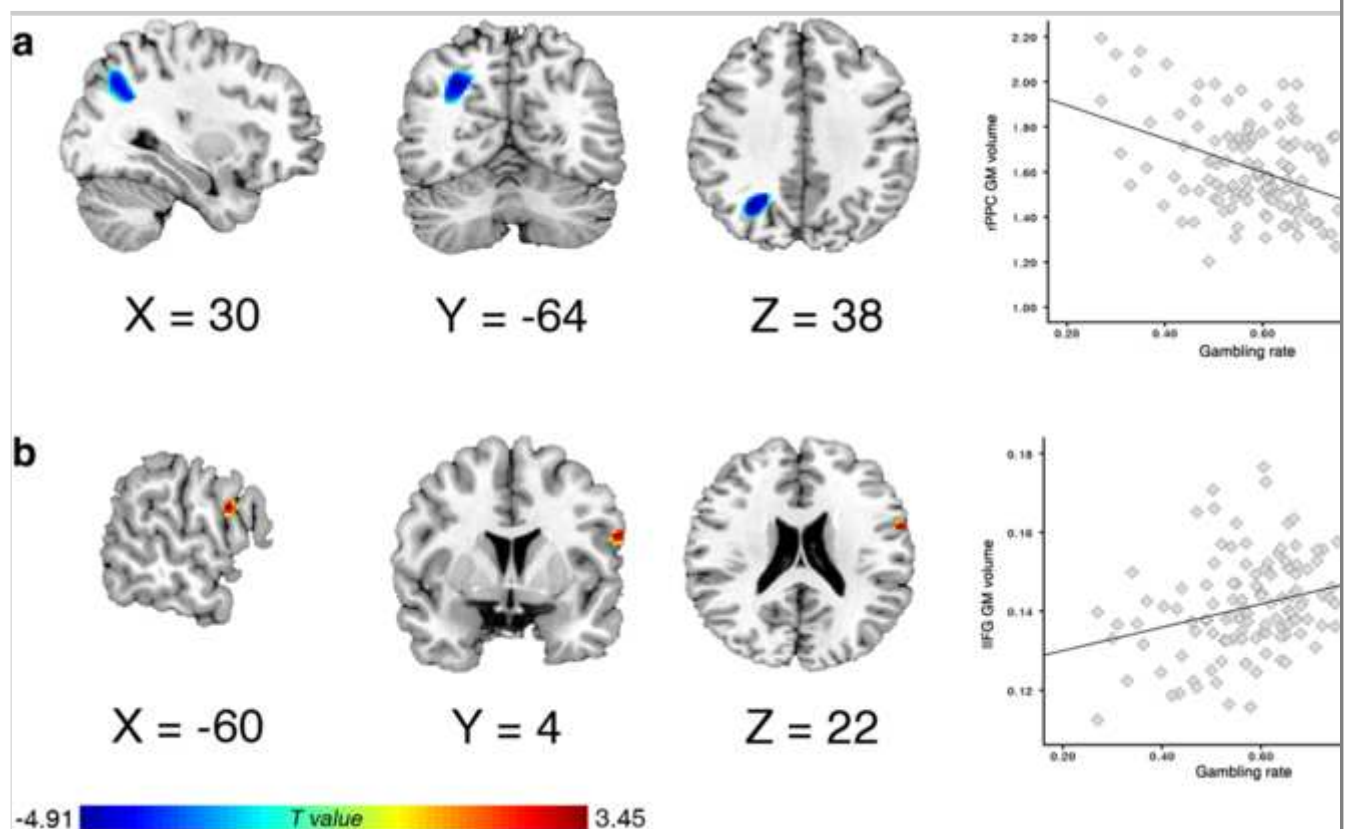 a
X = 30
Y = -64
Z = 38
rPPC GM volume
2.20
2.00
1.80
1.60
1.40
1.20
1.00
0.20
0.40
0.60
Gambling rate
b
X = -60
Y = 4
Z = 22
lIFG GM volume
0.18
0.16
0.14
0.12
0.20
0.40
0.60
Gambling rate
-4.91
T value
3.45